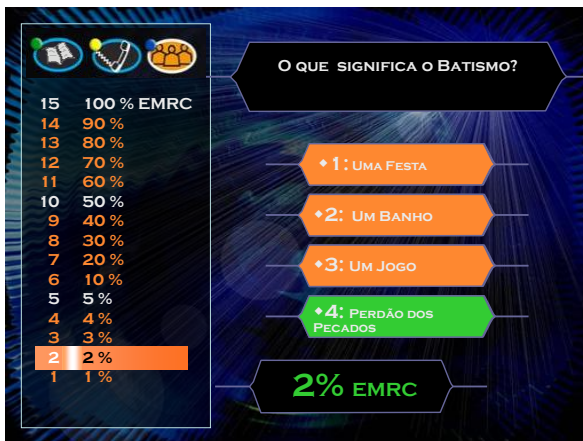 O QUE SIGNIFICA O BATISMO?
15 100 % EMRC
14 90 %
13 80 %
12 70 %
11 60 %
10 50 %
9 40 %
8 30 %
7 20 %
6 10 %
5 5 %
4 4 %
3 3 %
2 2 %
1 1 %
1: UMA FESTA
2: UM BANHO
3: UM JOGO
4: PERDÃO DOS
PECADOS
2% EMRC